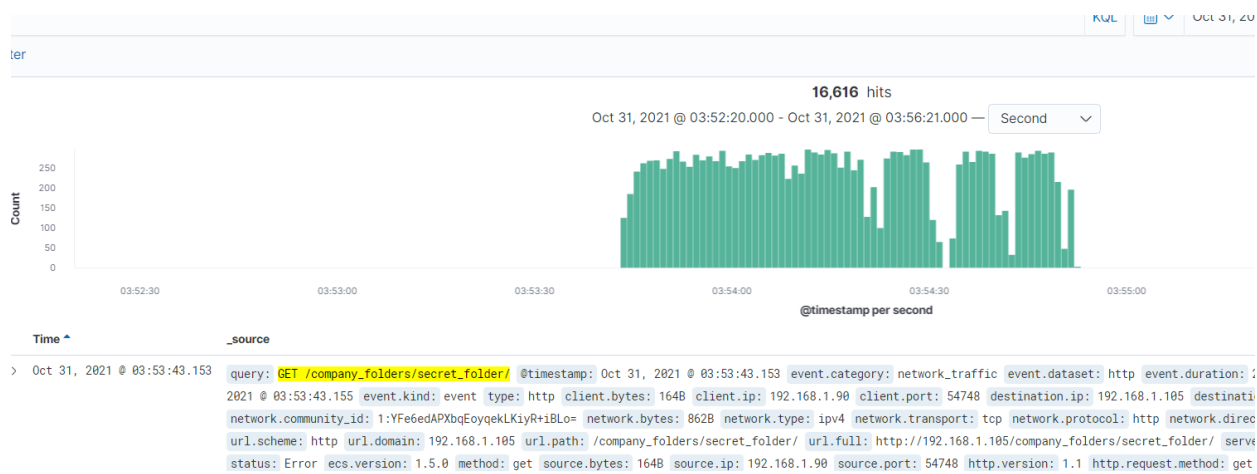 KQL Oct 31, 20
ter
16,616 hits
Oct 31, 2021 @ 03:52:20.000 - Oct 31, 2021 @ 03:56:21.000 — Second
250
200
150
100
50
0
Count
03:52:30 03:53:00 03:53:30 03:54:00 03:54:30 03:55:00
@timestamp per second
Time _source
Oct 31, 2021 @ 03:53:43.153 query: GET /company_folders/secret_folder/ @timestamp: Oct 31, 2021 @ 03:53:43.153 event.category: network_traffic event.dataset: http event.duration: 2
2021 @ 03:53:43.155 event.kind: event type: http client.bytes: 164B client.ip: 192.168.1.90 client.port: 54748 destination.ip: 192.168.1.105 destinati
network.community_id: 1:YFe6edAPXbqEoyqekLKiyR+iBLo= network.bytes: 862B network.type: ipv4 network.transport: tcp network.protocol: http network.direc
url.scheme: http url.domain: 192.168.1.105 url.path: /company_folders/secret_folder/ url.full: http://192.168.1.105/company_folders/secret_folder/ serve
status: Error ecs.version: 1.5.0 method: get source.bytes: 164B source.ip: 192.168.1.90 source.port: 54748 http.version: 1.1 http.request.method: get